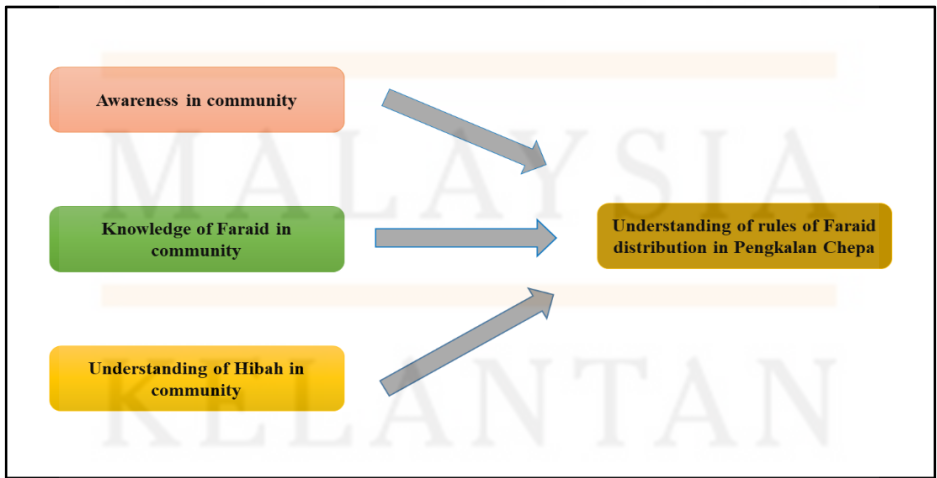 Awareness in community
MALAYSIA
Knowledge of Faraid in
community
Understanding of rules of Faraid
distribution in Pengkalan Chepa
Understanding of Hibah in
community
KELANTAN